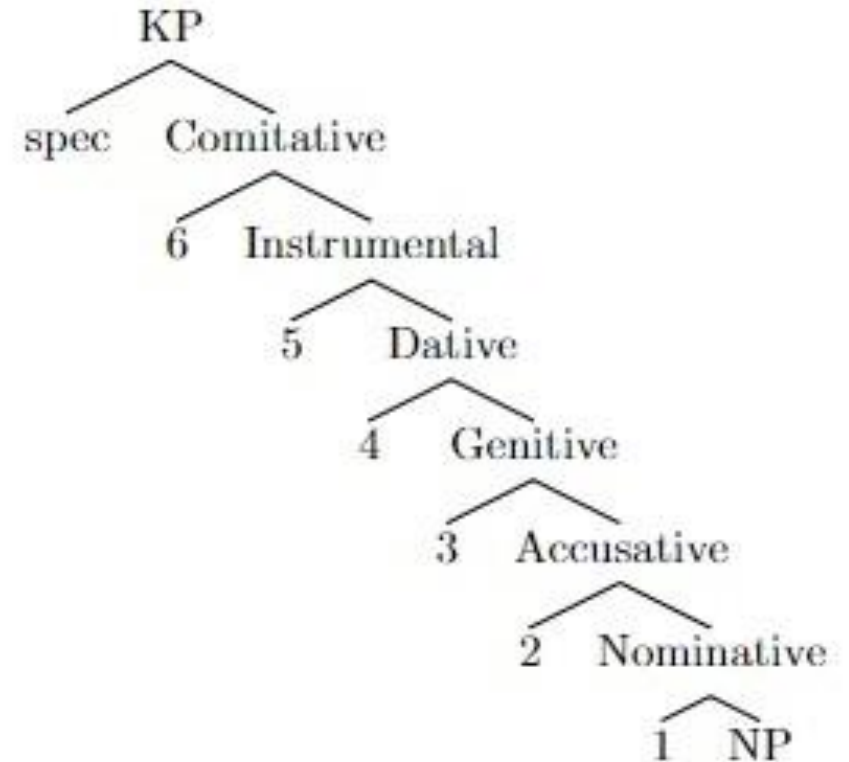 KP
spec Comitative
6 Instrumental
5 Dative
4 Genitive
3 Accusative
2 Nominative
1 NP